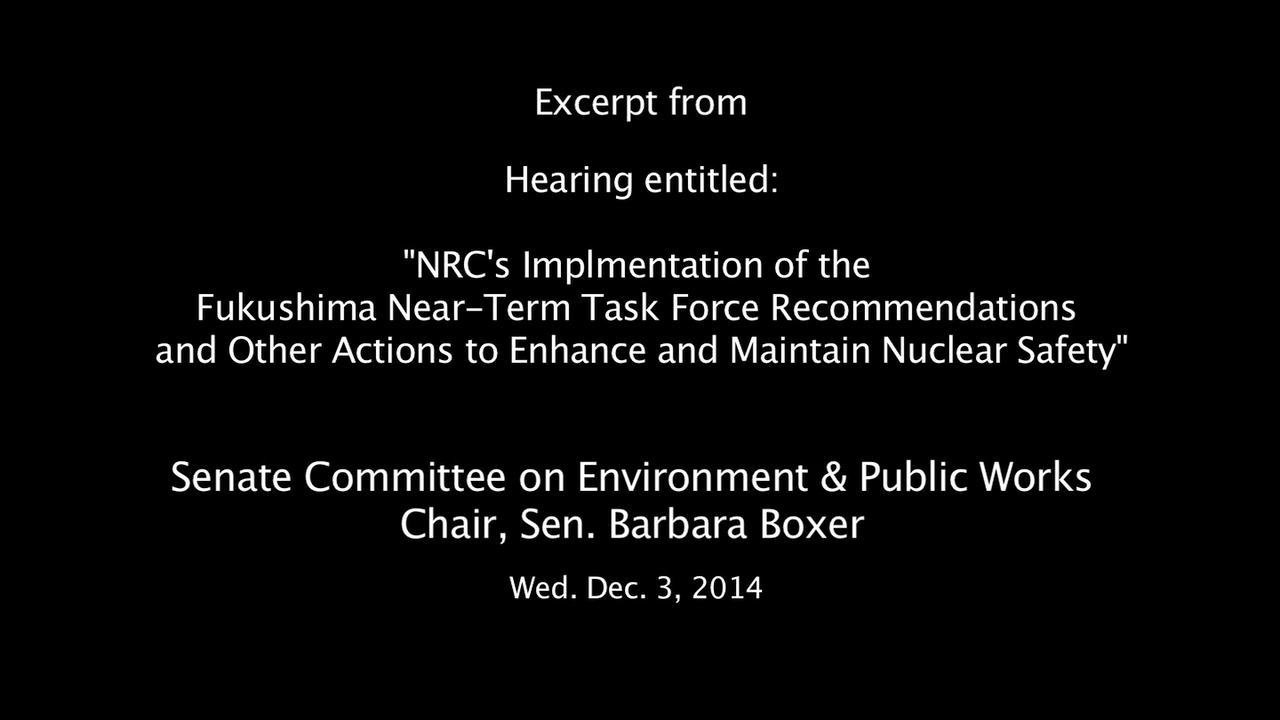 Excerpt from
Hearing entitled:
"NRC's Implmentation of the
Fukushima Near–Term Task Force Recommendations
and Other Actions to Enhance and Maintain Nuclear Safety"
Senate Committee on Environment & Public Works
Chair, Sen. Barbara Boxer
Wed. Dec. 3, 2014